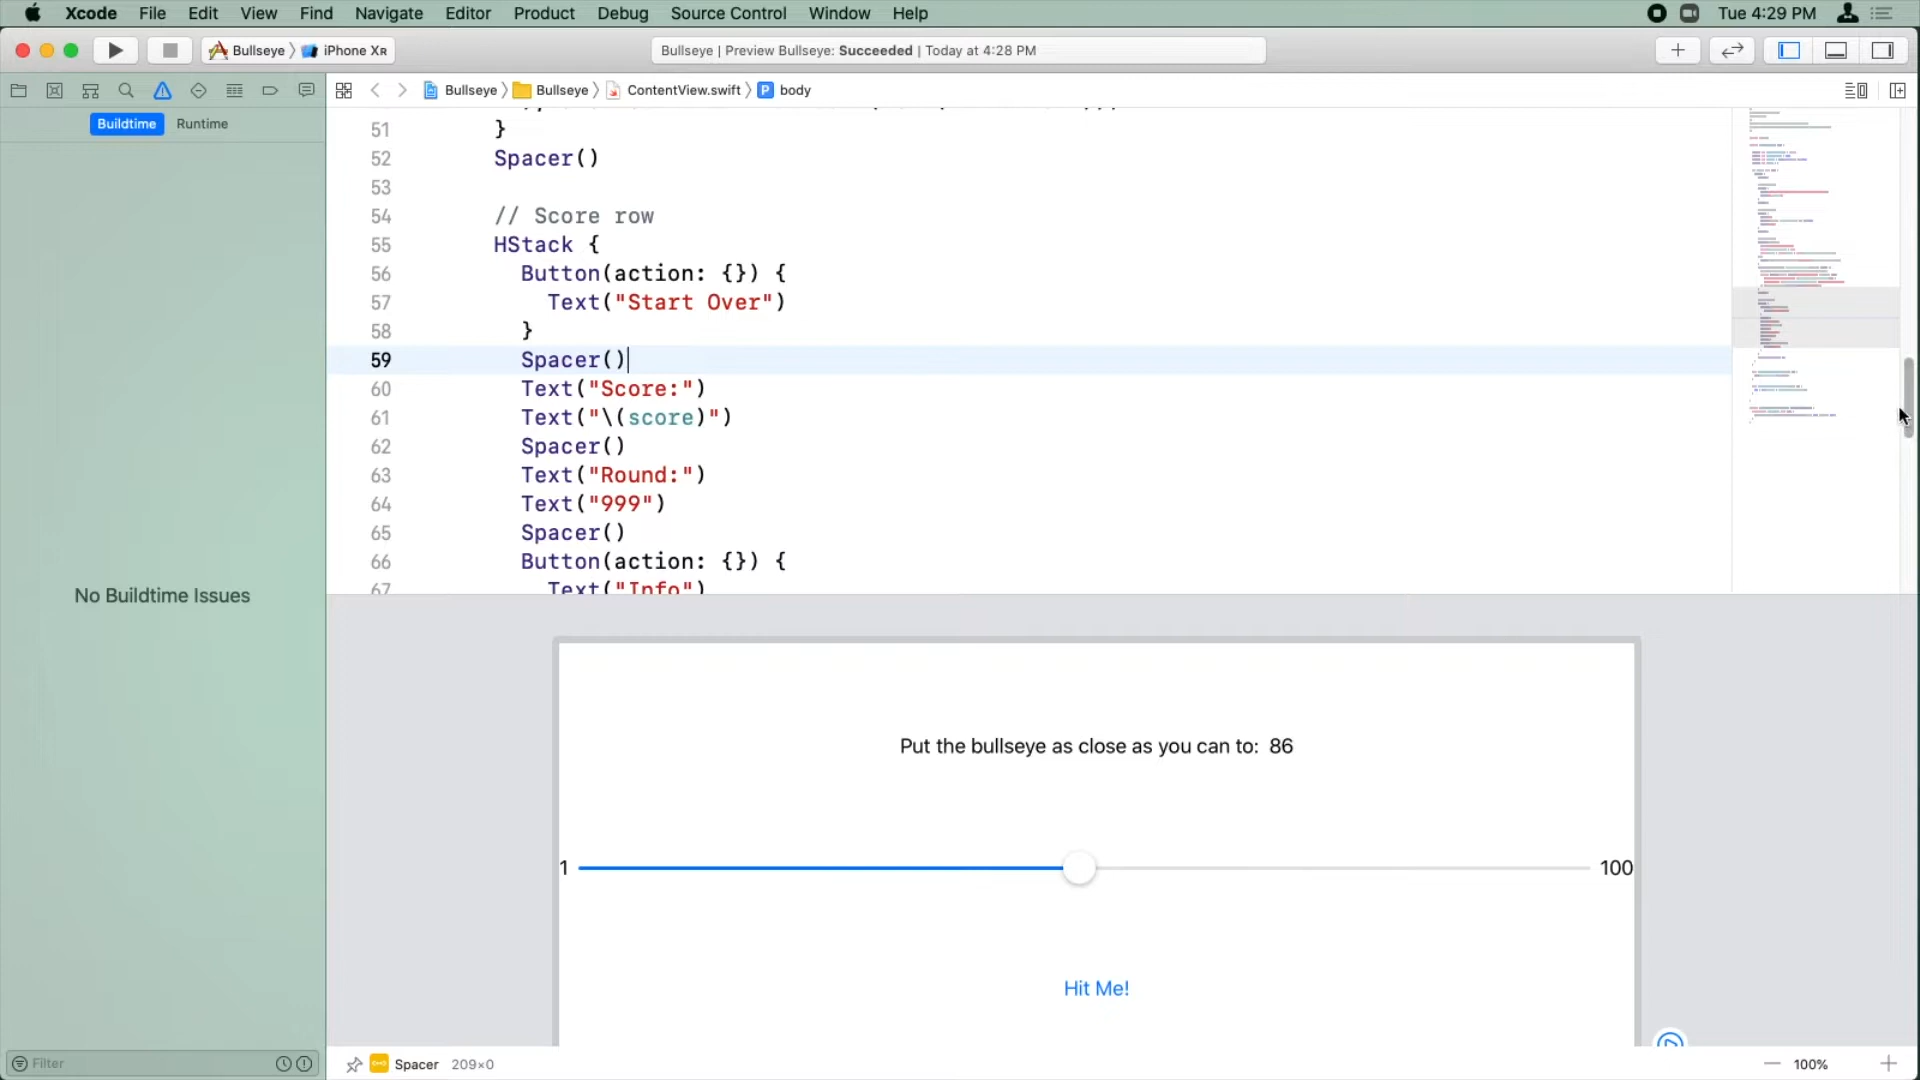 Xcode File Edit View Find Navigate Editor Product Debug Source Control Window Help Tue 4:29 PM
Bullseye iPhone XR Bullseye | Preview Bullseye: Succeeded | Today at 4:28 PM
Bullseye Bullseye ContentView.swift P body
Buildtime Runtime
51 }
52 Spacer()
53
54 // Score row
55 HStack {
56 Button(action: {}) {
57 Text("Start Over")
58 }
59 Spacer()
60 Text("Score:")
61 Text("\(score)")
62 Spacer()
63 Text("Round:")
64 Text("999")
65 Spacer()
66 Button(action: {}) {
67 Text("Info")
No Buildtime Issues
Put the bullseye as close as you can to: 86
1 100
Hit Me!
Filter Spacer 209×0 100%